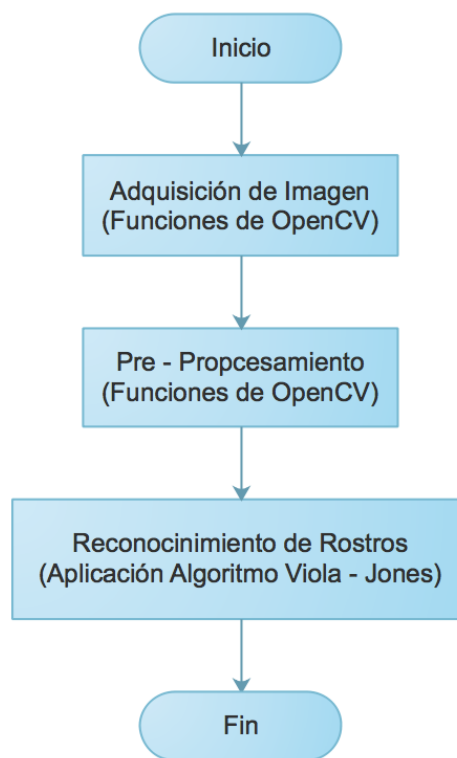 Inicio
Adquisición de Imagen
(Funciones de OpenCV)
Pre - Propcesamiento
(Funciones de OpenCV)
Reconocinimiento de Rostros
(Aplicación Algoritmo Viola - Jones)
Fin